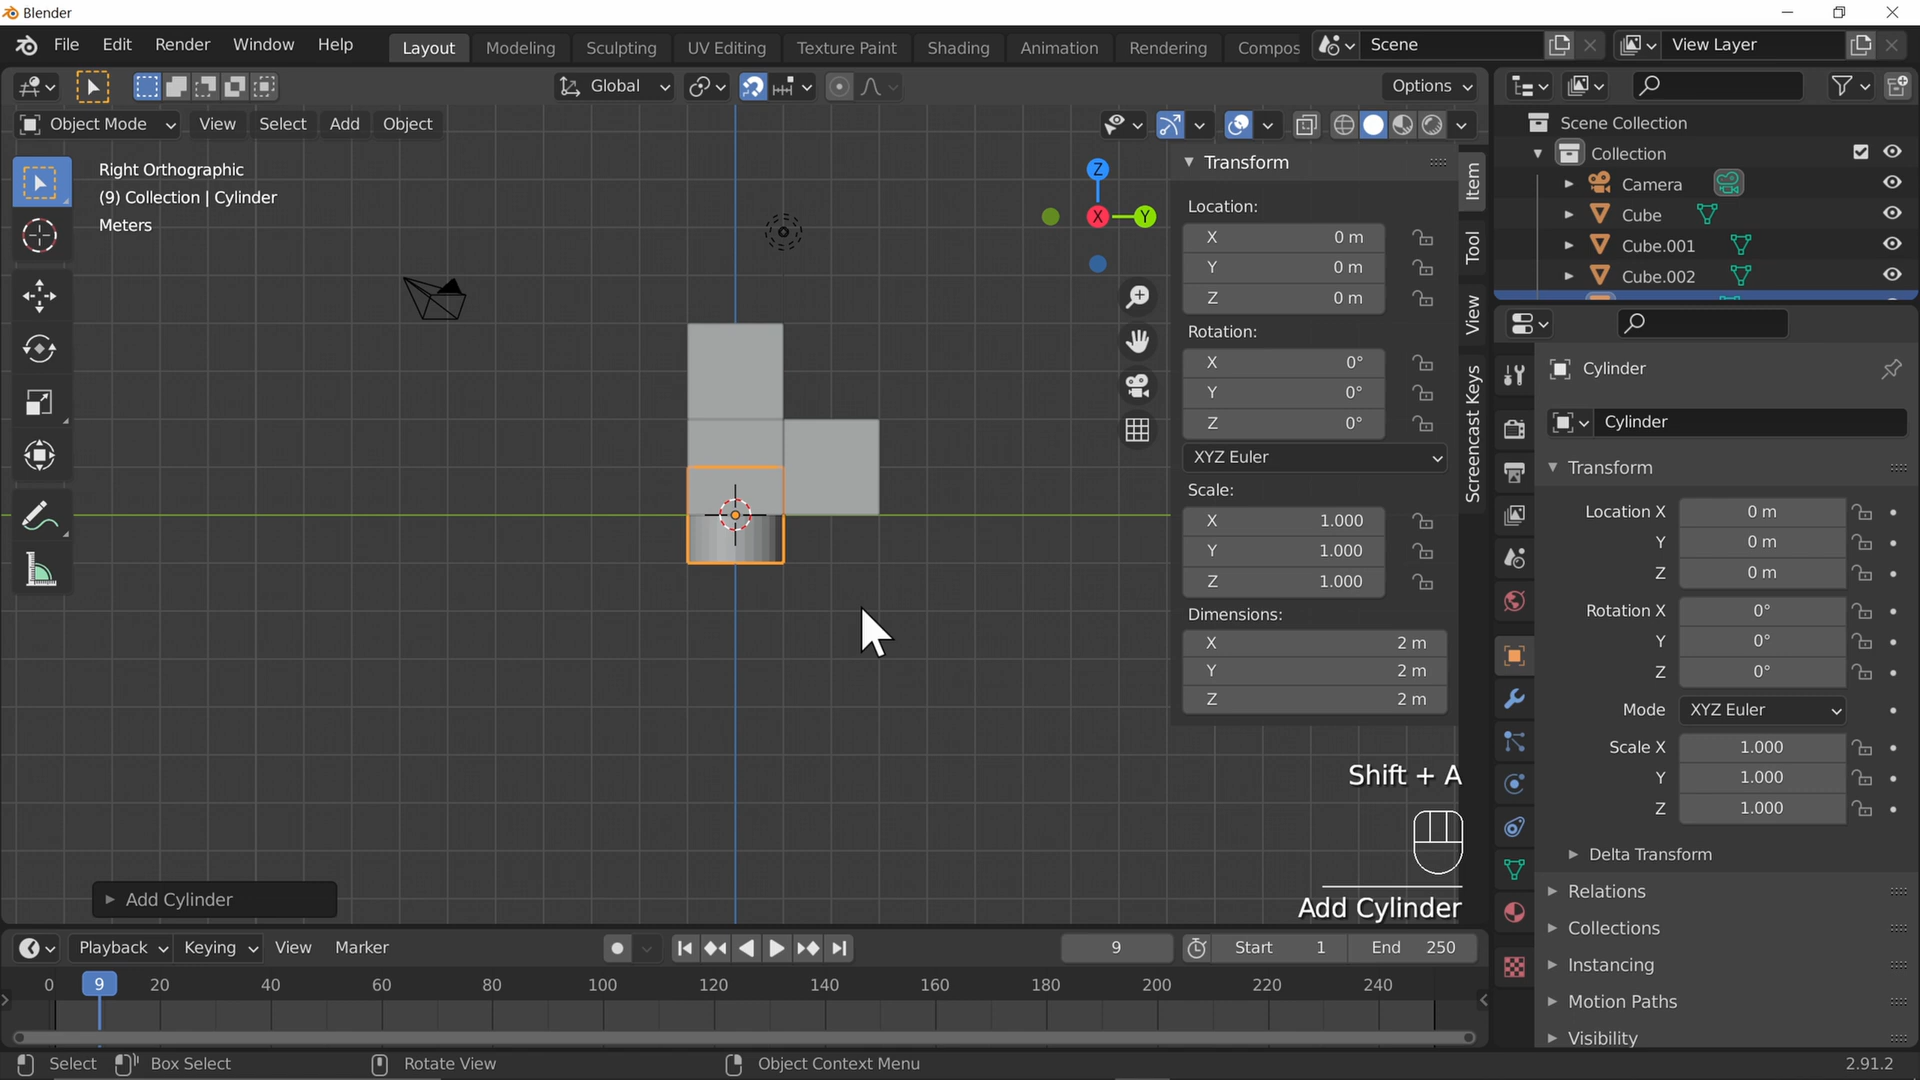 Blender
File Edit Render Window Help Layout Modeling Sculpting UV Editing Texture Paint Shading Animation Rendering Compos Scene View Layer
Global Options
Object Mode View Select Add Object
Right Orthographic
(9) Collection | Cylinder
Meters
Z
X
Y
Transform
Location:
X 0 m
Y 0 m
Z 0 m
Rotation:
X 0°
Y 0°
Z 0°
XYZ Euler
Scale:
X 1.000
Y 1.000
Z 1.000
Dimensions:
X 2 m
Y 2 m
Z 2 m
Item
Tool
View
Screencast Keys
Shift + A
Add Cylinder
Add Cylinder
Scene Collection
Collection
Camera
Cube
Cube.001
Cube.002
Cylinder
Cylinder
Transform
Location X 0 m
Y 0 m
Z 0 m
Rotation X 0°
Y 0°
Z 0°
Mode XYZ Euler
Scale X 1.000
Y 1.000
Z 1.000
Delta Transform
Relations
Collections
Instancing
Motion Paths
Visibility
Playback Keying View Marker 9 Start 1 End 250
0 9 20 40 60 80 100 120 140 160 180 200 220 240
Select Box Select Rotate View Object Context Menu 2.91.2